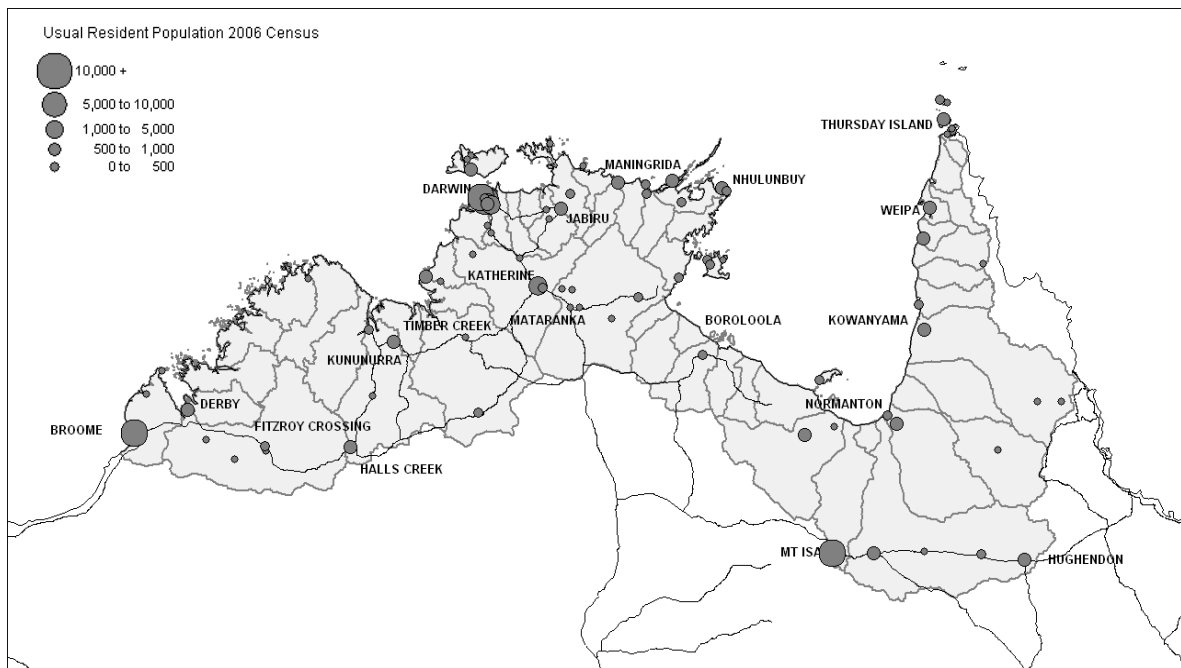 Usual Resident Population 2006 Census
10,000 +
5,000 to 10,000
1,000 to 5,000
500 to 1,000
0 to 500
THURSDAY ISLAND
MANINGRIDA
DARWIN
NHULUNBUY
WEIPA
JABIRU
KATHERINE
MATARANKA
BOROLOOLA
KOWANYAMA
TIMBER CREEK
KUNUNURRA
DERBY
NORMANTON
BROOME
FITZROY CROSSING
HALLS CREEK
MT ISA
HUGHENDON